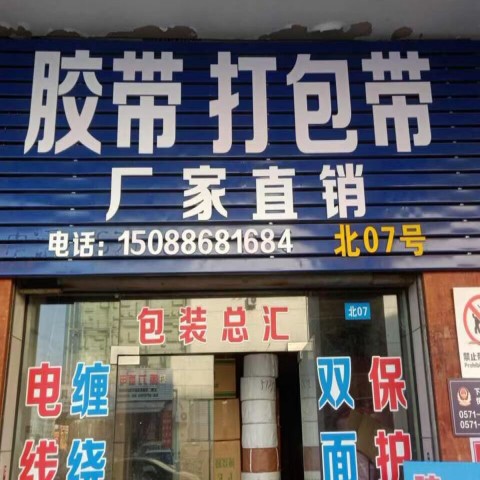 胶带 打包带
厂家直销
电话：15088681684 北07号
包装总汇
北07
电线
缠绕
双面
保护
禁止
0571-
0571-